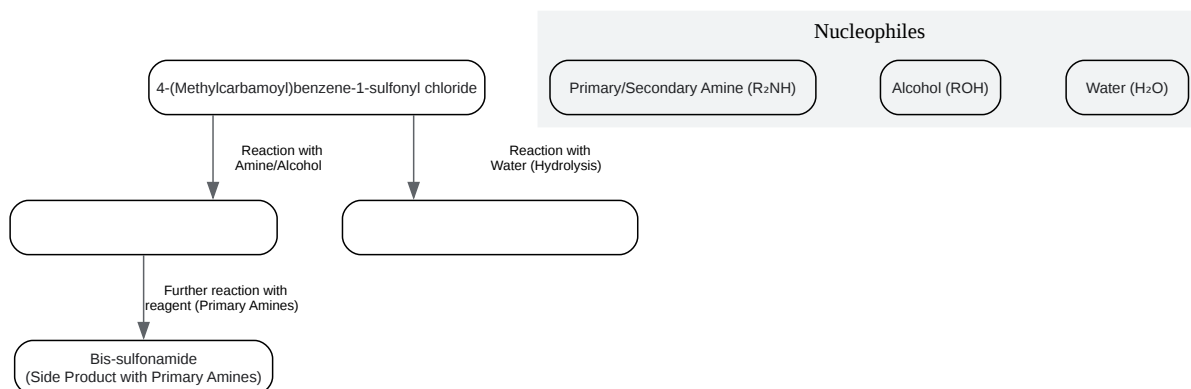 Nucleophiles
4-(Methylcarbamoyl)benzene-1-sulfonyl chloride
Primary/Secondary Amine (R₂NH)
Alcohol (ROH)
Water (H₂O)
Reaction with
Amine/Alcohol
Reaction with
Water (Hydrolysis)
Further reaction with
reagent (Primary Amines)
Bis-sulfonamide
(Side Product with Primary Amines)